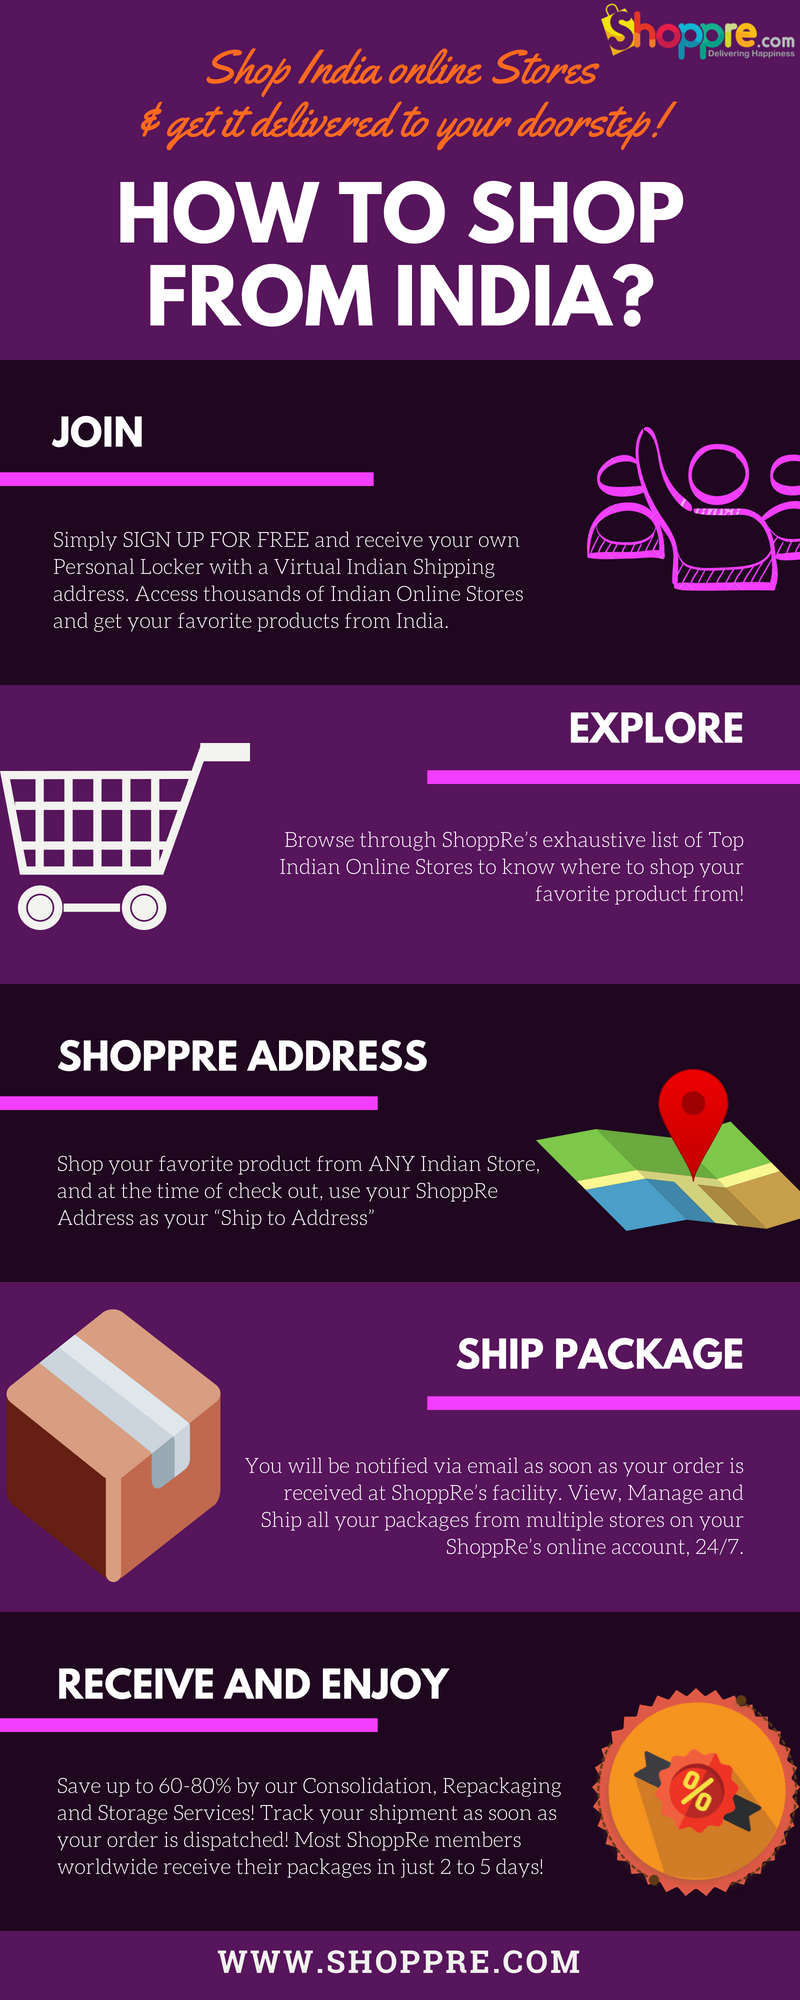 Shoppre.com
Delivering Happiness
Shop India online Stores
& get it delivered to your doorstep!
HOW TO SHOP
FROM INDIA?
JOIN
Simply SIGN UP FOR FREE and receive your own
Personal Locker with a Virtual Indian Shipping
address. Access thousands of Indian Online Stores
and get your favorite products from India.
EXPLORE
Browse through ShoppRe’s exhaustive list of Top
Indian Online Stores to know where to shop your
favorite product from!
SHOPPRE ADDRESS
Shop your favorite product from ANY Indian Store,
and at the time of check out, use your ShoppRe
Address as your “Ship to Address”
SHIP PACKAGE
You will be notified via email as soon as your order is
received at ShoppRe’s facility. View, Manage and
Ship all your packages from multiple stores on your
ShoppRe’s online account, 24/7.
RECEIVE AND ENJOY
Save up to 60-80% by our Consolidation, Repackaging
and Storage Services! Track your shipment as soon as
your order is dispatched! Most ShoppRe members
worldwide receive their packages in just 2 to 5 days!
%
WWW.SHOPPRE.COM